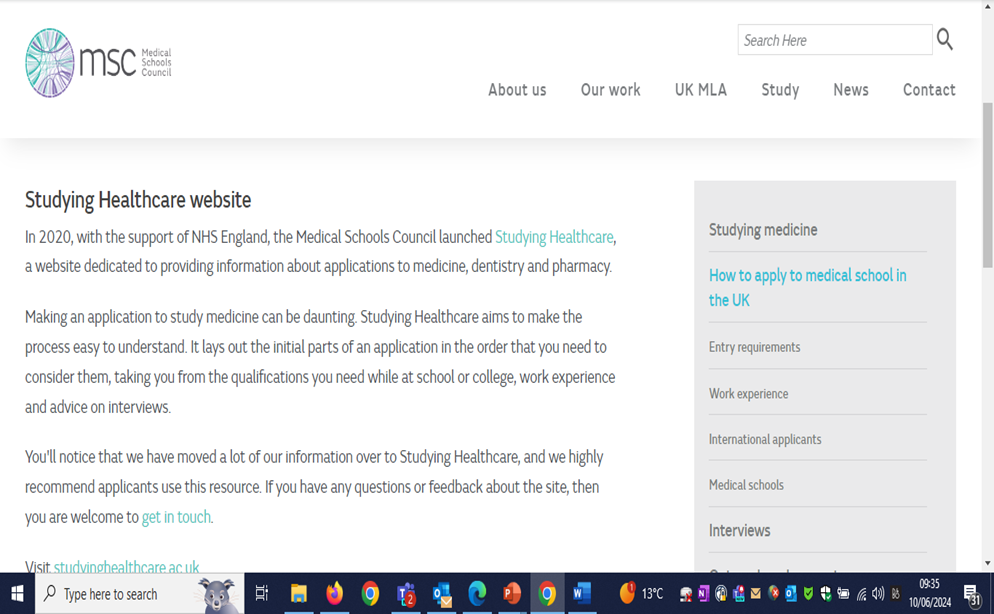 msc Medical
Schools
Council
Search Here
About us Our work UK MLA Study News Contact
Studying Healthcare website
In 2020, with the support of NHS England, the Medical Schools Council launched Studying Healthcare,
a website dedicated to providing information about applications to medicine, dentistry and pharmacy.
Making an application to study medicine can be daunting. Studying Healthcare aims to make the
process easy to understand. It lays out the initial parts of an application in the order that you need to
consider them, taking you from the qualifications you need while at school or college, work experience
and advice on interviews.
You'll notice that we have moved a lot of our information over to Studying Healthcare, and we highly
recommend applicants use this resource. If you have any questions or feedback about the site, then
you are welcome to get in touch.
Visit studyinghealthcare.ac.uk
Studying medicine
How to apply to medical school in
the UK
Entry requirements
Work experience
International applicants
Medical schools
Interviews
Type here to search
13°C
09:35
10/06/2024
31